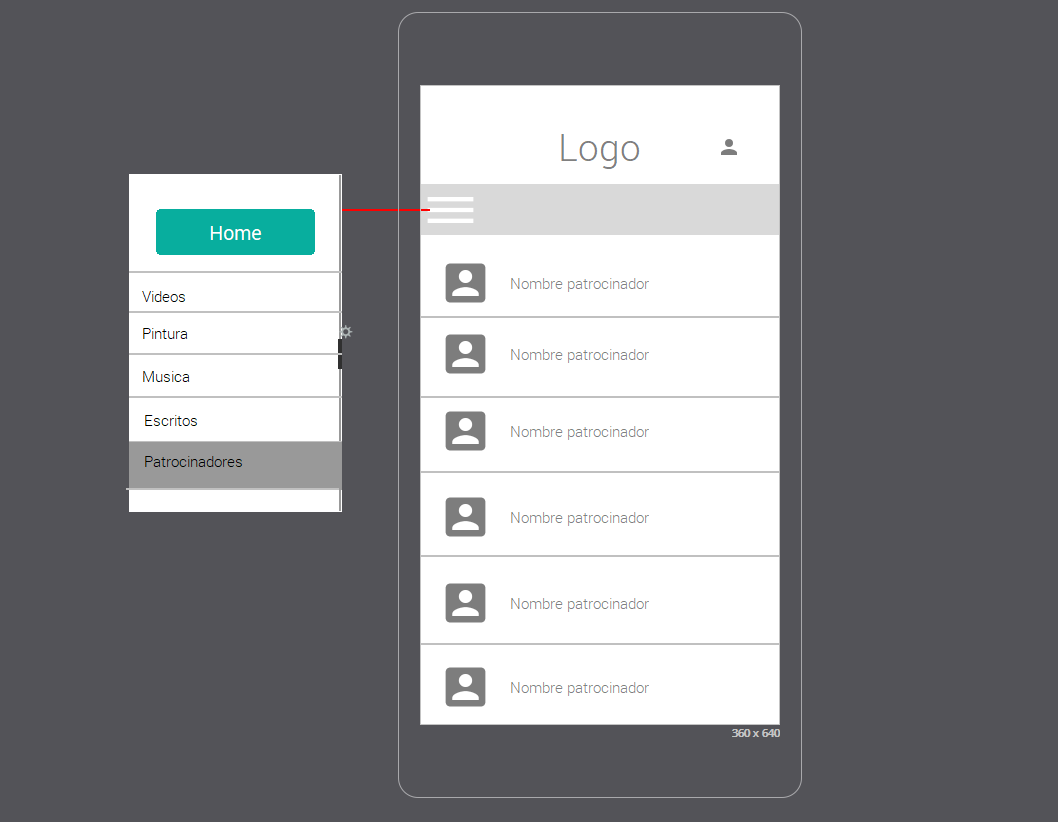 Home
Videos
Pintura
Musica
Escritos
Patrocinadores
Logo
Nombre patrocinador
Nombre patrocinador
Nombre patrocinador
Nombre patrocinador
Nombre patrocinador
Nombre patrocinador
360 x 640